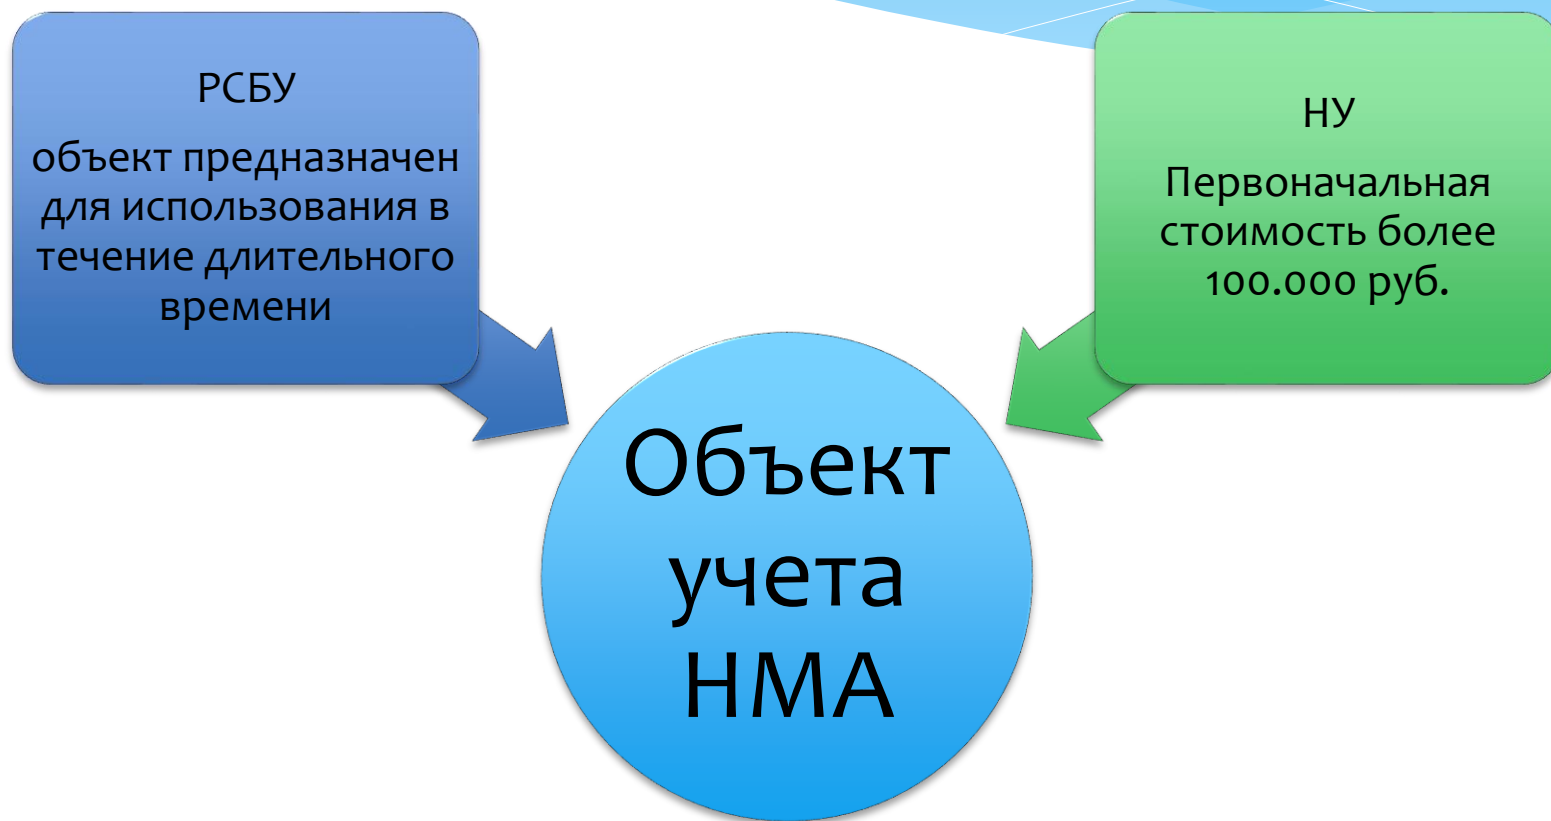 РСБУ
объект предназначен
для использования в
течение длительного
времени
НУ
Первоначальная
стоимость более
100.000 руб.
Объект
учета
НМА